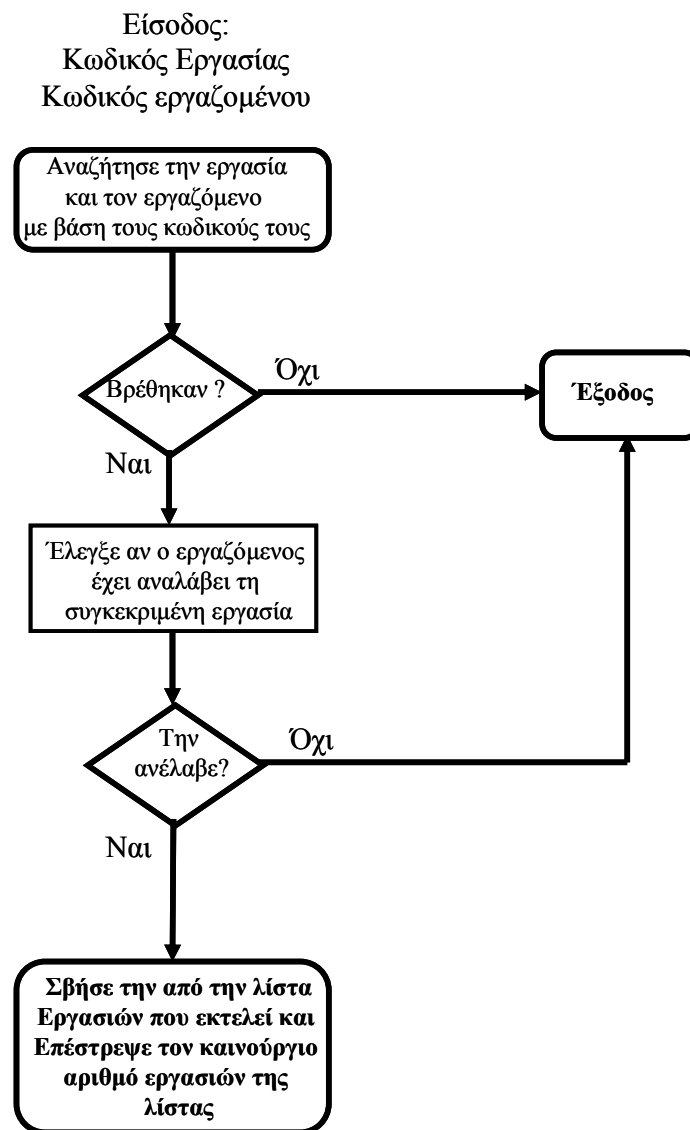 Είσοδος:
Κωδικός Εργασίας
Κωδικός εργαζομένου
Αναζήτησε την εργασία
και τον εργαζόμενο
με βάση τους κωδικούς τους
Βρέθηκαν ?
Όχι
Έξοδος
Ναι
Έλεγξε αν ο εργαζόμενος
έχει αναλάβει τη
συγκεκριμένη εργασία
Την
ανέλαβε?
Όχι
Ναι
Σβήσε την από την λίστα
Εργασιών που εκτελεί και
Επέστρεψε τον καινούργιο
αριθμό εργασιών της
λίστας